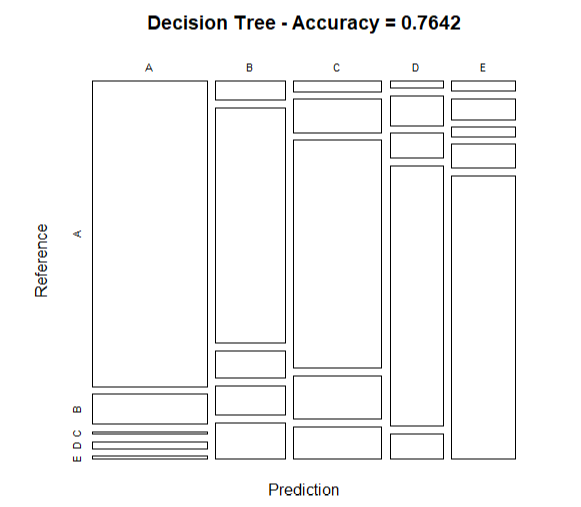 Decision Tree - Accuracy = 0.7642
A B C D E
Reference
A
B
C
D
E
Prediction